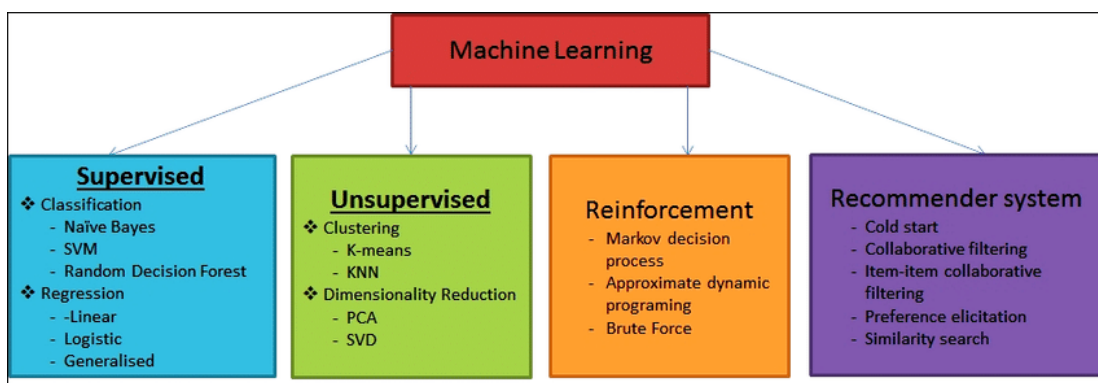 Machine Learning
Supervised
❖ Classification
- Naïve Bayes
- SVM
- Random Decision Forest
❖ Regression
- -Linear
- Logistic
- Generalised
Unsupervised
❖ Clustering
- K-means
- KNN
❖ Dimensionality Reduction
- PCA
- SVD
Reinforcement
- Markov decision
process
- Approximate dynamic
programing
- Brute Force
Recommender system
- Cold start
- Collaborative filtering
- Item-item collaborative
filtering
- Preference elicitation
- Similarity search